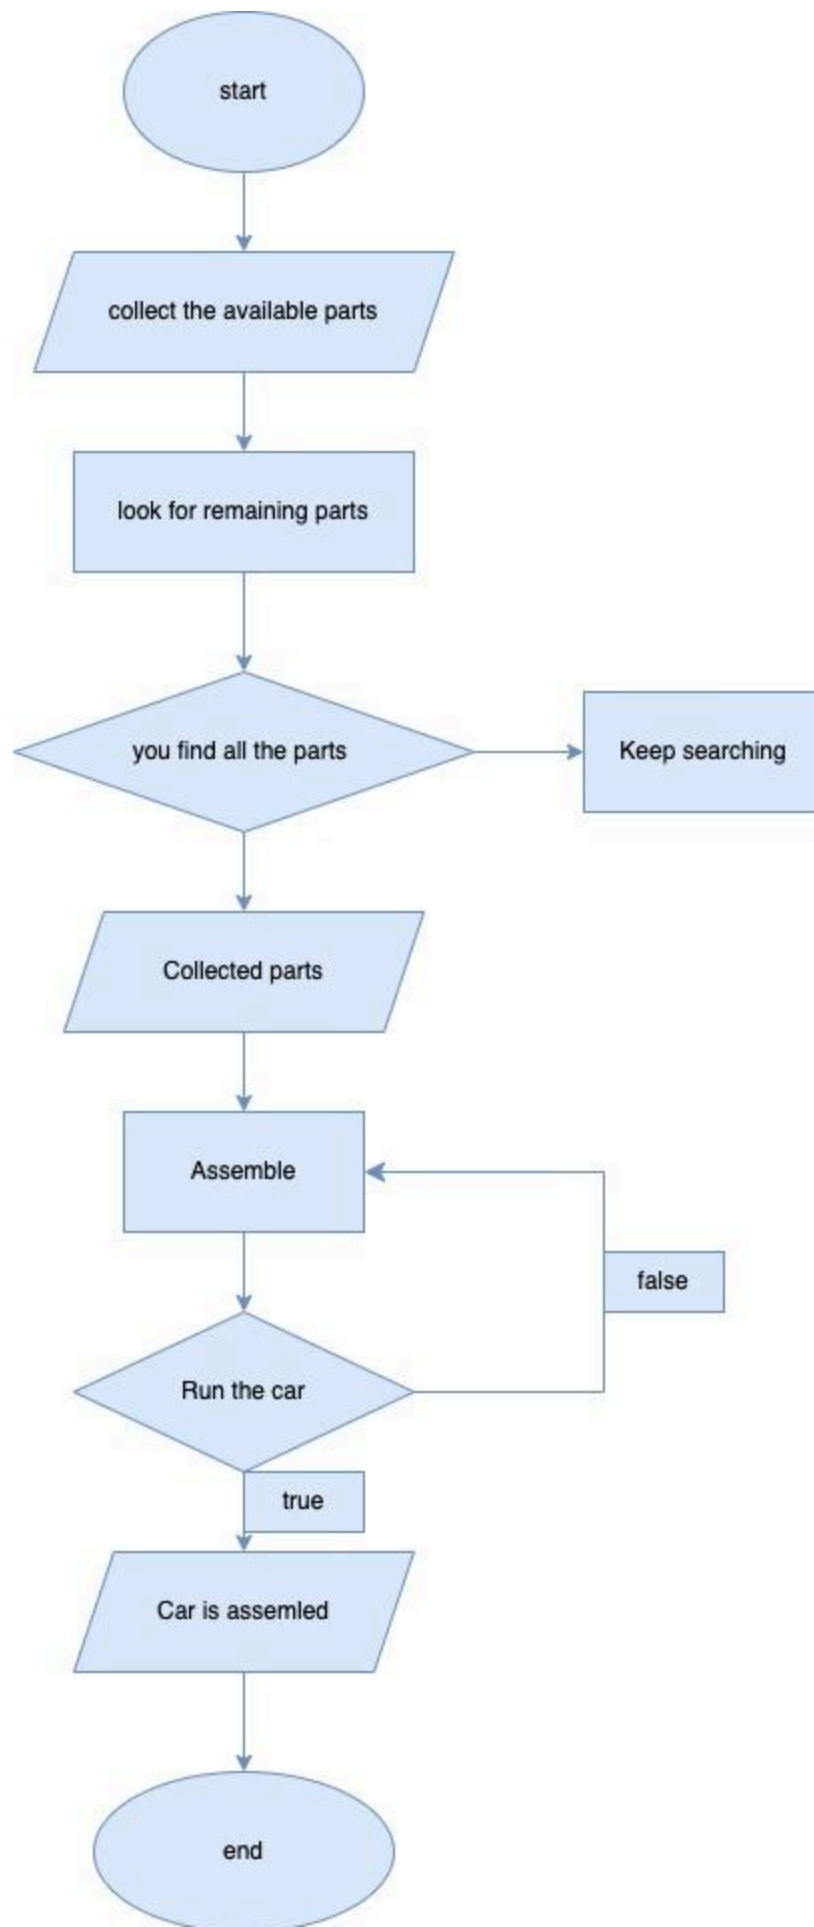 start
collect the available parts
look for remaining parts
you find all the parts
Keep searching
Collected parts
Assemble
false
Run the car
true
Car is assemled
end